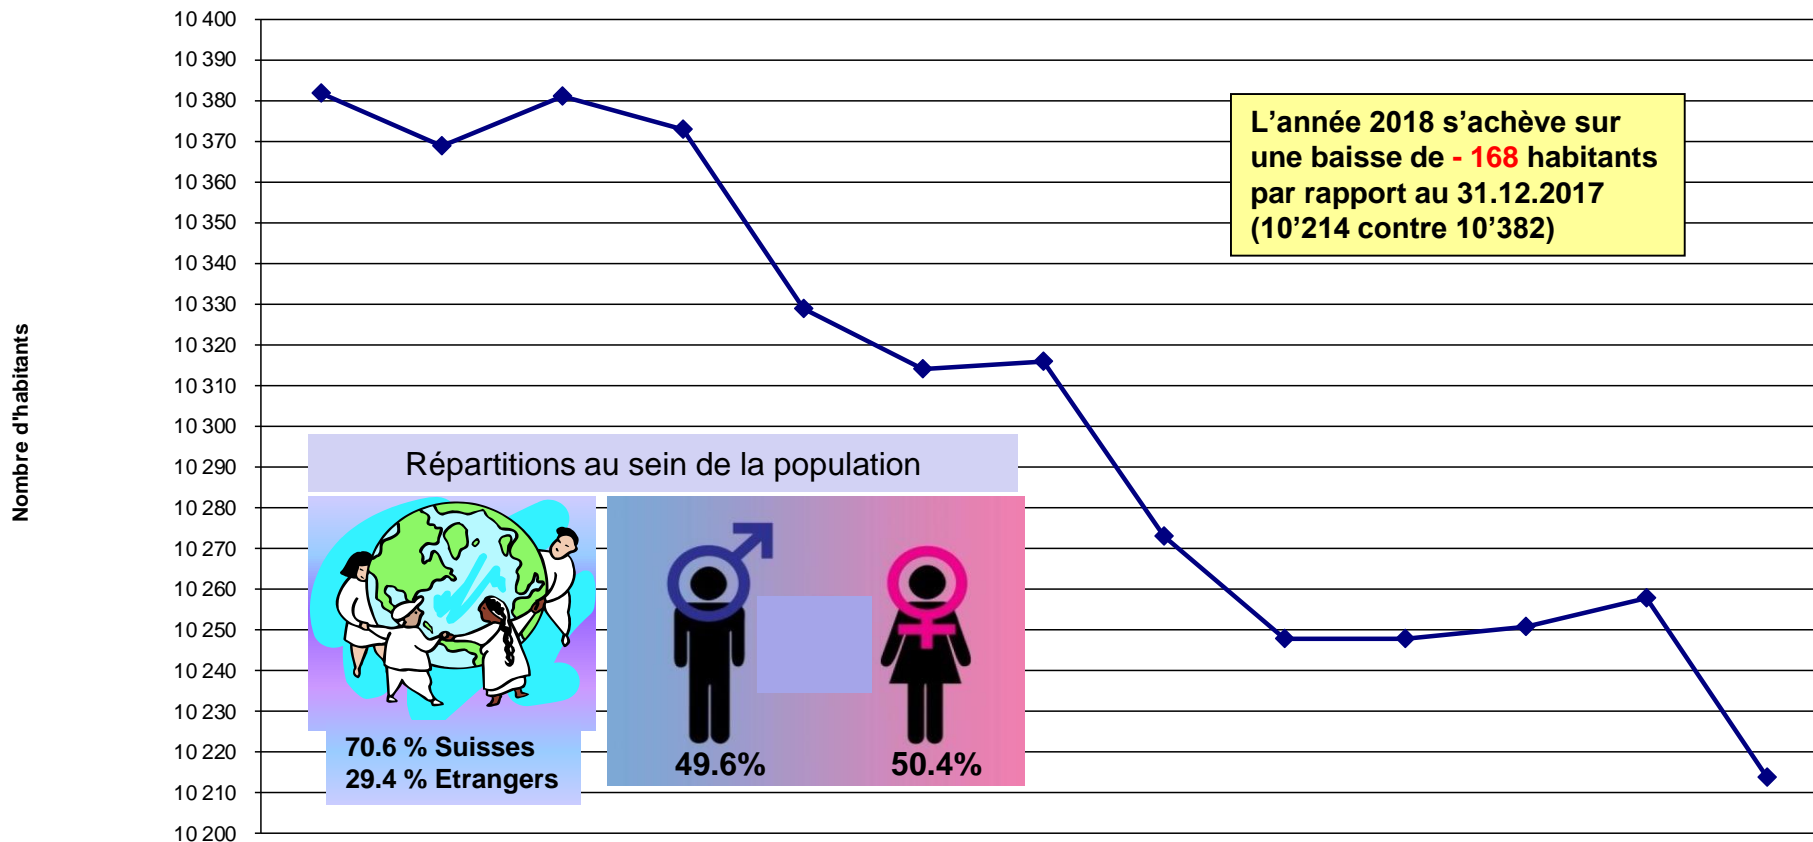 10 400
10 390
10 380
10 370
10 360
10 350
10 340
10 330
10 320
10 310
10 300
10 290
10 280
10 270
10 260
10 250
10 240
10 230
10 220
10 210
10 200
Nombre d'habitants
L’année 2018 s’achève sur
une baisse de - 168 habitants
par rapport au 31.12.2017
(10’214 contre 10’382)
Répartitions au sein de la population
70.6 % Suisses
29.4 % Etrangers
49.6%
50.4%